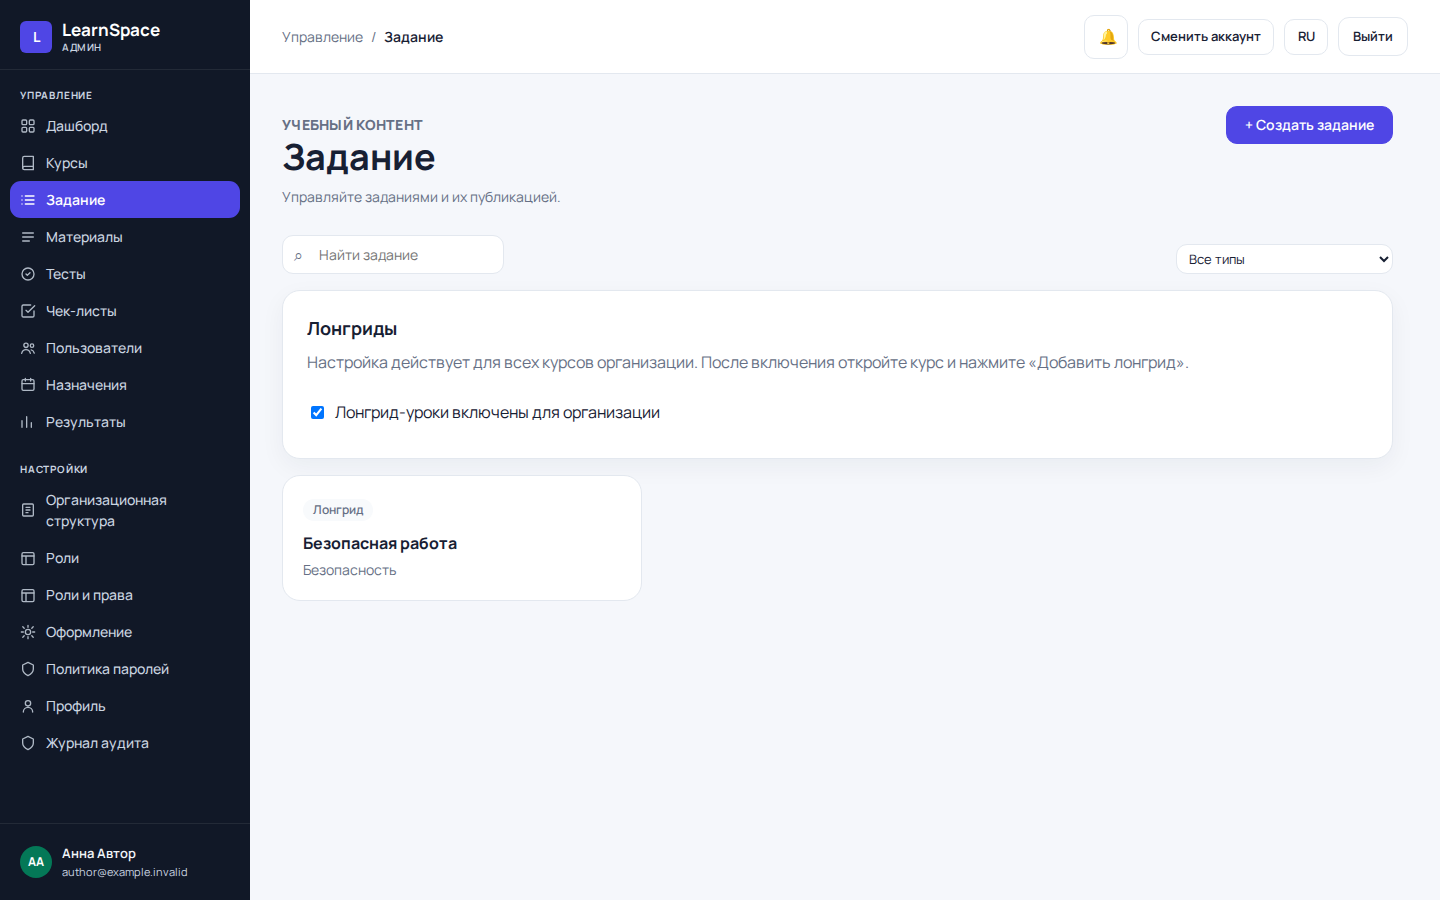 L
LearnSpace
АДМИН
УПРАВЛЕНИЕ
Дашборд
Курсы
Задание
Материалы
Тесты
Чек-листы
Пользователи
Назначения
Результаты
НАСТРОЙКИ
Организационная
структура
Роли
Роли и права
Оформление
Политика паролей
Профиль
Журнал аудита
AA
Анна Автор
author@example.invalid
Управление / Задание
Сменить аккаунт
RU
Выйти
УЧЕБНЫЙ КОНТЕНТ
Задание
Управляйте заданиями и их публикацией.
+ Создать задание
Найти задание
Все типы
Лонгриды
Настройка действует для всех курсов организации. После включения откройте курс и нажмите «Добавить лонгрид».
Лонгрид-уроки включены для организации
Лонгрид
Безопасная работа
Безопасность